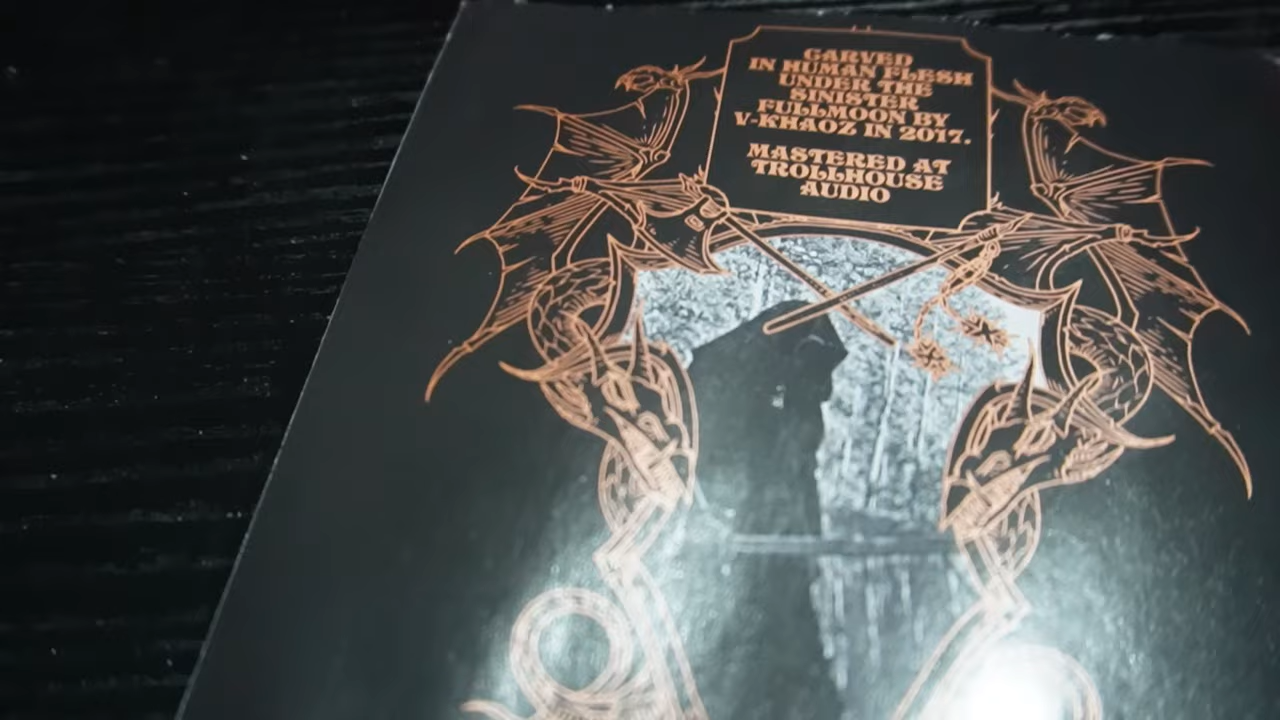 CARVED
IN HUMAN FLESH
UNDER THE
SINISTER
FULLMOON BY
V-KHAOZ IN 2017.
MASTERED AT
TROLLHOUSE
AUDIO